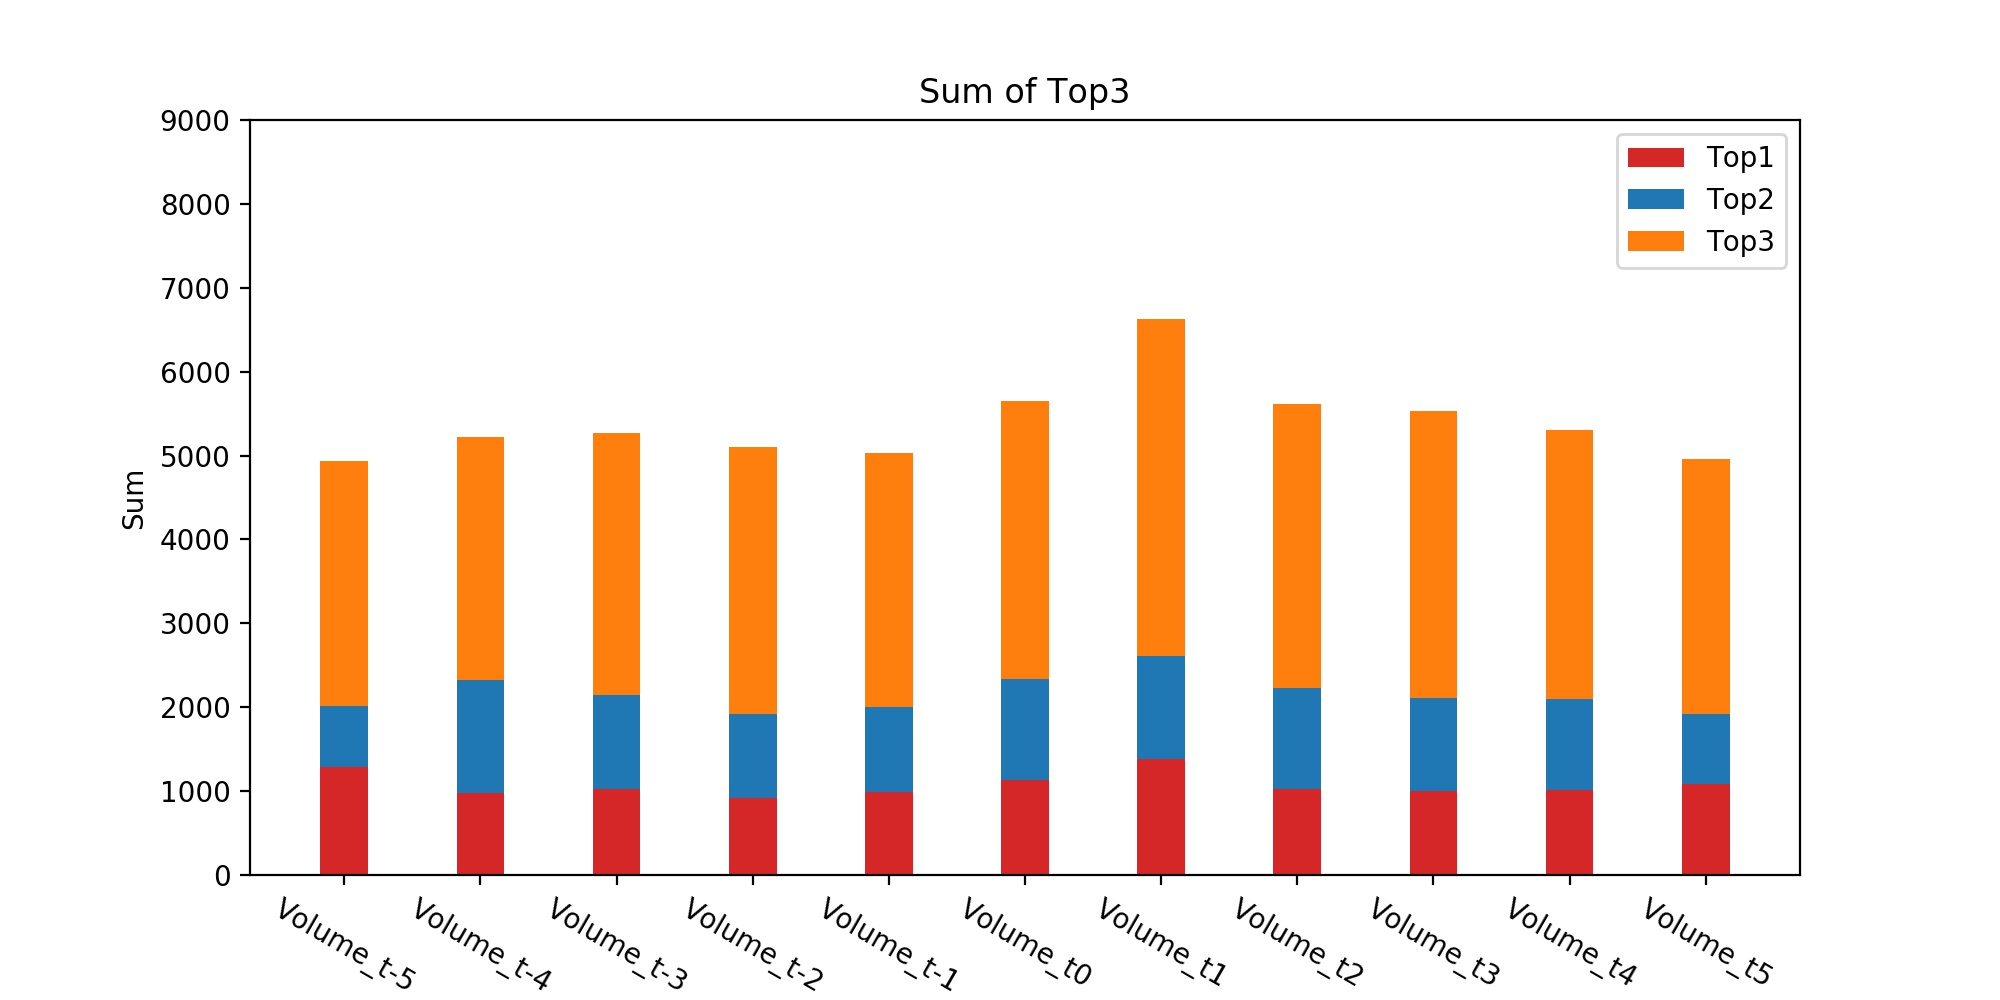 Sum of Top3
9000
8000
7000
6000
5000
4000
3000
2000
1000
0
Sum
Top1
Top2
Top3
Volume_t-5
Volume_t-4
Volume_t-3
Volume_t-2
Volume_t-1
Volume_t0
Volume_t1
Volume_t2
Volume_t3
Volume_t4
Volume_t5